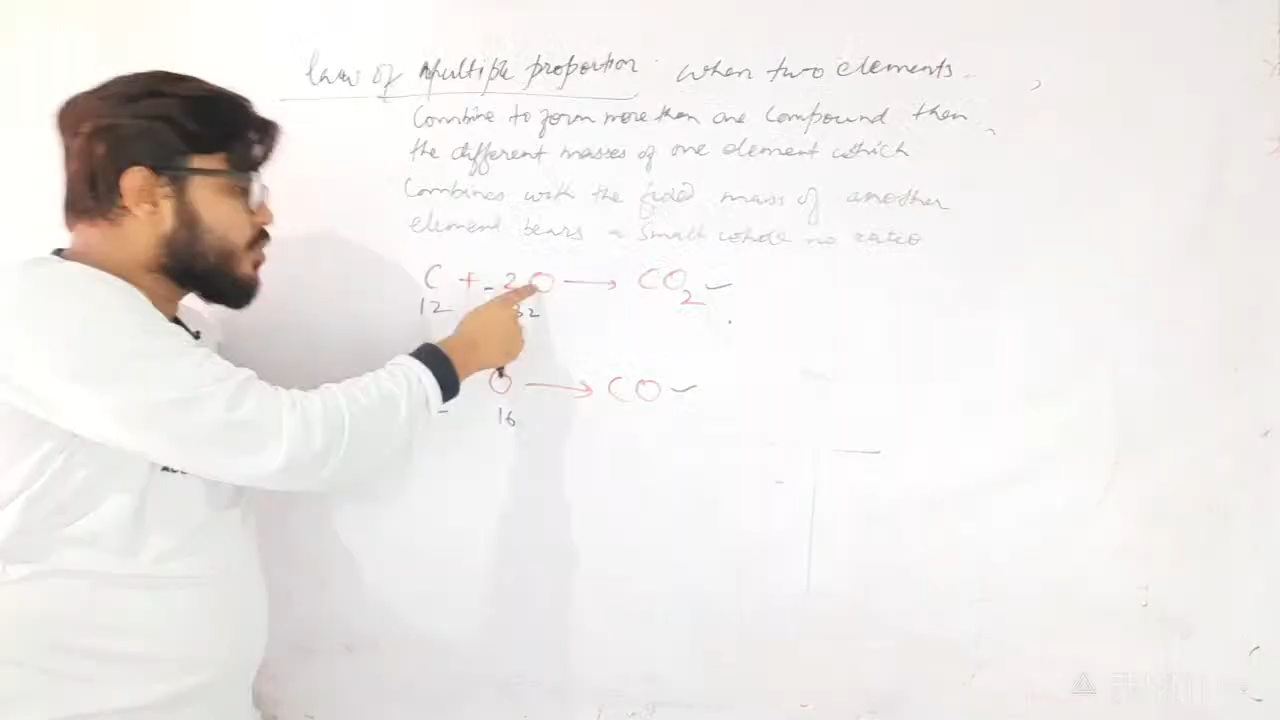 law of Multiple proportion when two elements
Combine to form more then one Compound then
the different masses of one element which
Combines with the fixed mass of another
element bears a small whole no ratio
C + 2O → CO2
12 32
O → CO
16